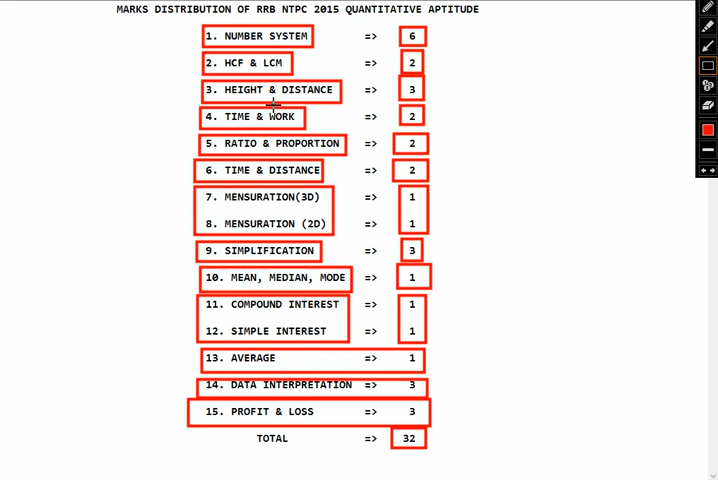 MARKS DISTRIBUTION OF RRB NTPC 2015 QUANTITATIVE APTITUDE
1. NUMBER SYSTEM => 6
2. HCF & LCM => 2
3. HEIGHT & DISTANCE => 3
4. TIME & WORK => 2
5. RATIO & PROPORTION => 2
6. TIME & DISTANCE => 2
7. MENSURATION(3D) => 1
8. MENSURATION (2D) => 1
9. SIMPLIFICATION => 3
10. MEAN, MEDIAN, MODE => 1
11. COMPOUND INTEREST => 1
12. SIMPLE INTEREST => 1
13. AVERAGE => 1
14. DATA INTERPRETATION => 3
15. PROFIT & LOSS => 3
TOTAL => 32